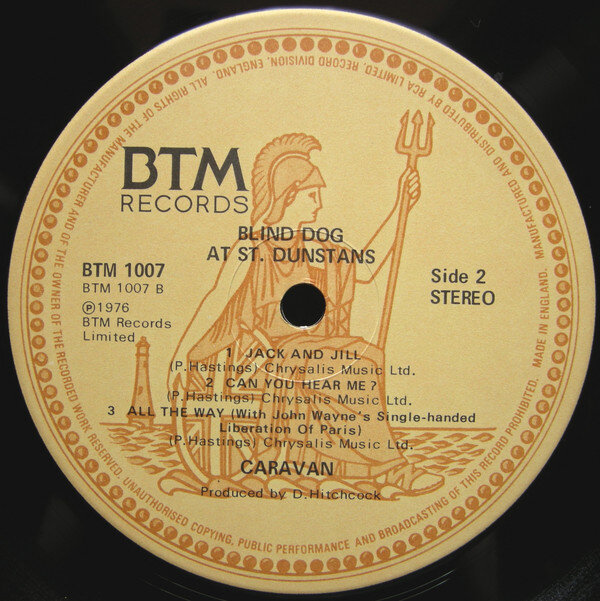 BTM
RECORDS
BLIND DOG
AT ST. DUNSTANS
BTM 1007
BTM 1007 B
Ⓟ1976
BTM Records
Limited
Side 2
STEREO
1 JACK AND JILL
(P.Hastings) Chrysalis Music Ltd.
2 CAN YOU HEAR ME?
(P.Hastings) Chrysalis Music Ltd.
3 ALL THE WAY (With John Wayne's Single-handed
Liberation Of Paris)
(P.Hastings) Chrysalis Music Ltd.
CARAVAN
Produced by D.Hitchcock
MANUFACTURED AND DISTRIBUTED BY RCA LIMITED, RECORD DIVISION, ENGLAND. ALL RIGHTS OF THE MANUFACTURER AND OF THE OWNER OF THE RECORDED WORK RESERVED. UNAUTHORISED COPYING, PUBLIC PERFORMANCE AND BROADCASTING OF THIS RECORD PROHIBITED. MADE IN ENGLAND.